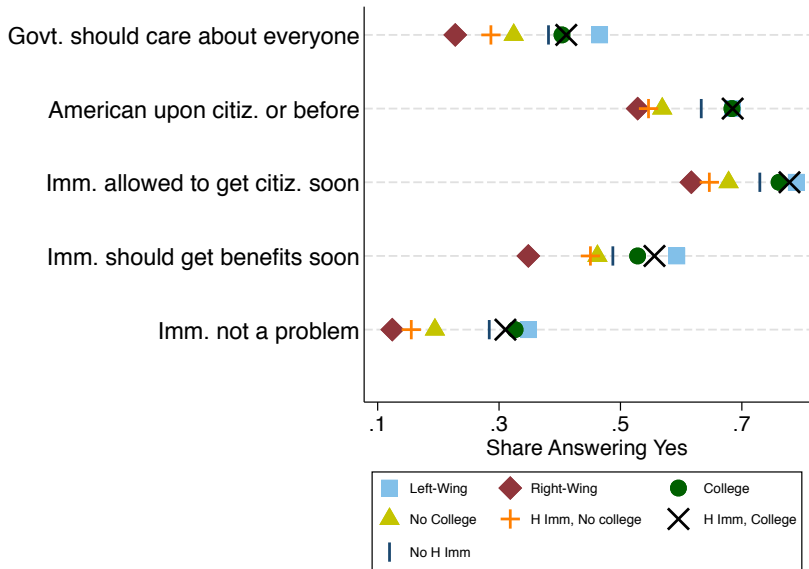 Govt. should care about everyone
American upon citiz. or before
Imm. allowed to get citiz. soon
Imm. should get benefits soon
Imm. not a problem
.1 .3 .5 .7
Share Answering Yes
Left-Wing Right-Wing College
No College H Imm, No college H Imm, College
No H Imm